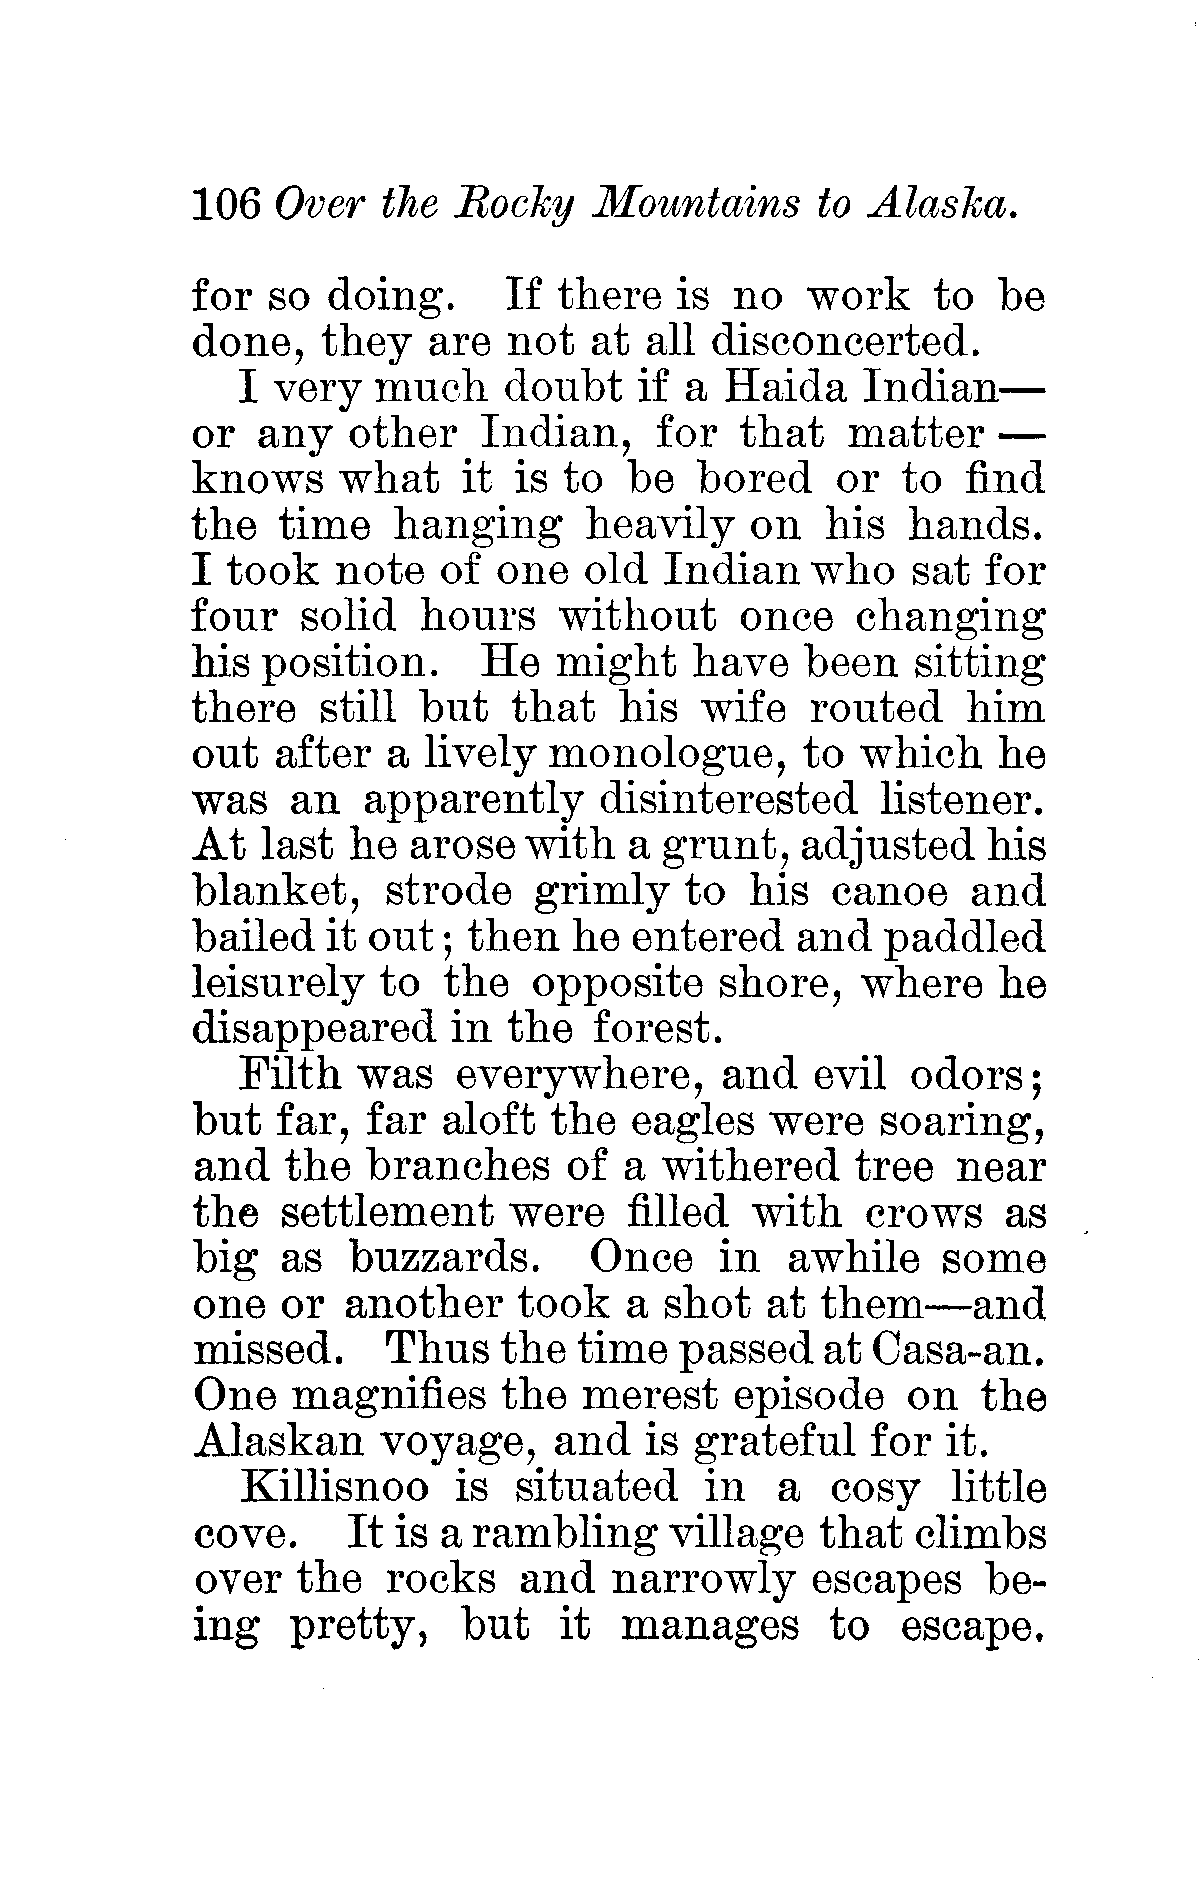 106 Over the Rocky Mountains to Alaska.
for so doing. If there is no work to be
done, they are not at all disconcerted.
I very much doubt if a Haida Indian—
or any other Indian, for that matter —
knows what it is to be bored or to find
the time hanging heavily on his hands.
I took note of one old Indian who sat for
four solid hours without once changing
his position. He might have been sitting
there still but that his wife routed him
out after a lively monologue, to which he
was an apparently disinterested listener.
At last he arose with a grunt, adjusted his
blanket, strode grimly to his canoe and
bailed it out; then he entered and paddled
leisurely to the opposite shore, where he
disappeared in the forest.
Filth was everywhere, and evil odors;
but far, far aloft the eagles were soaring,
and the branches of a withered tree near
the settlement were filled with crows as
big as buzzards. Once in awhile some
one or another took a shot at them—and
missed. Thus the time passed at Casa-an.
One magnifies the merest episode on the
Alaskan voyage, and is grateful for it.
Killisnoo is situated in a cosy little
cove. It is a rambling village that climbs
over the rocks and narrowly escapes be-
ing pretty, but it manages to escape.